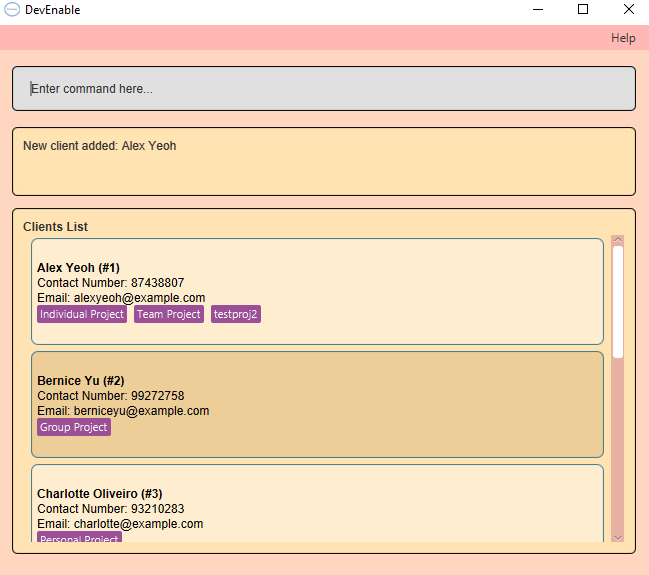 DevEnable
Help
Enter command here...
New client added: Alex Yeoh
Clients List
Alex Yeoh (#1)
Contact Number: 87438807
Email: alexyeoh@example.com
Individual Project Team Project testproj2
Bernice Yu (#2)
Contact Number: 99272758
Email: berniceyu@example.com
Group Project
Charlotte Oliveiro (#3)
Contact Number: 93210283
Email: charlotte@example.com
Personal Project